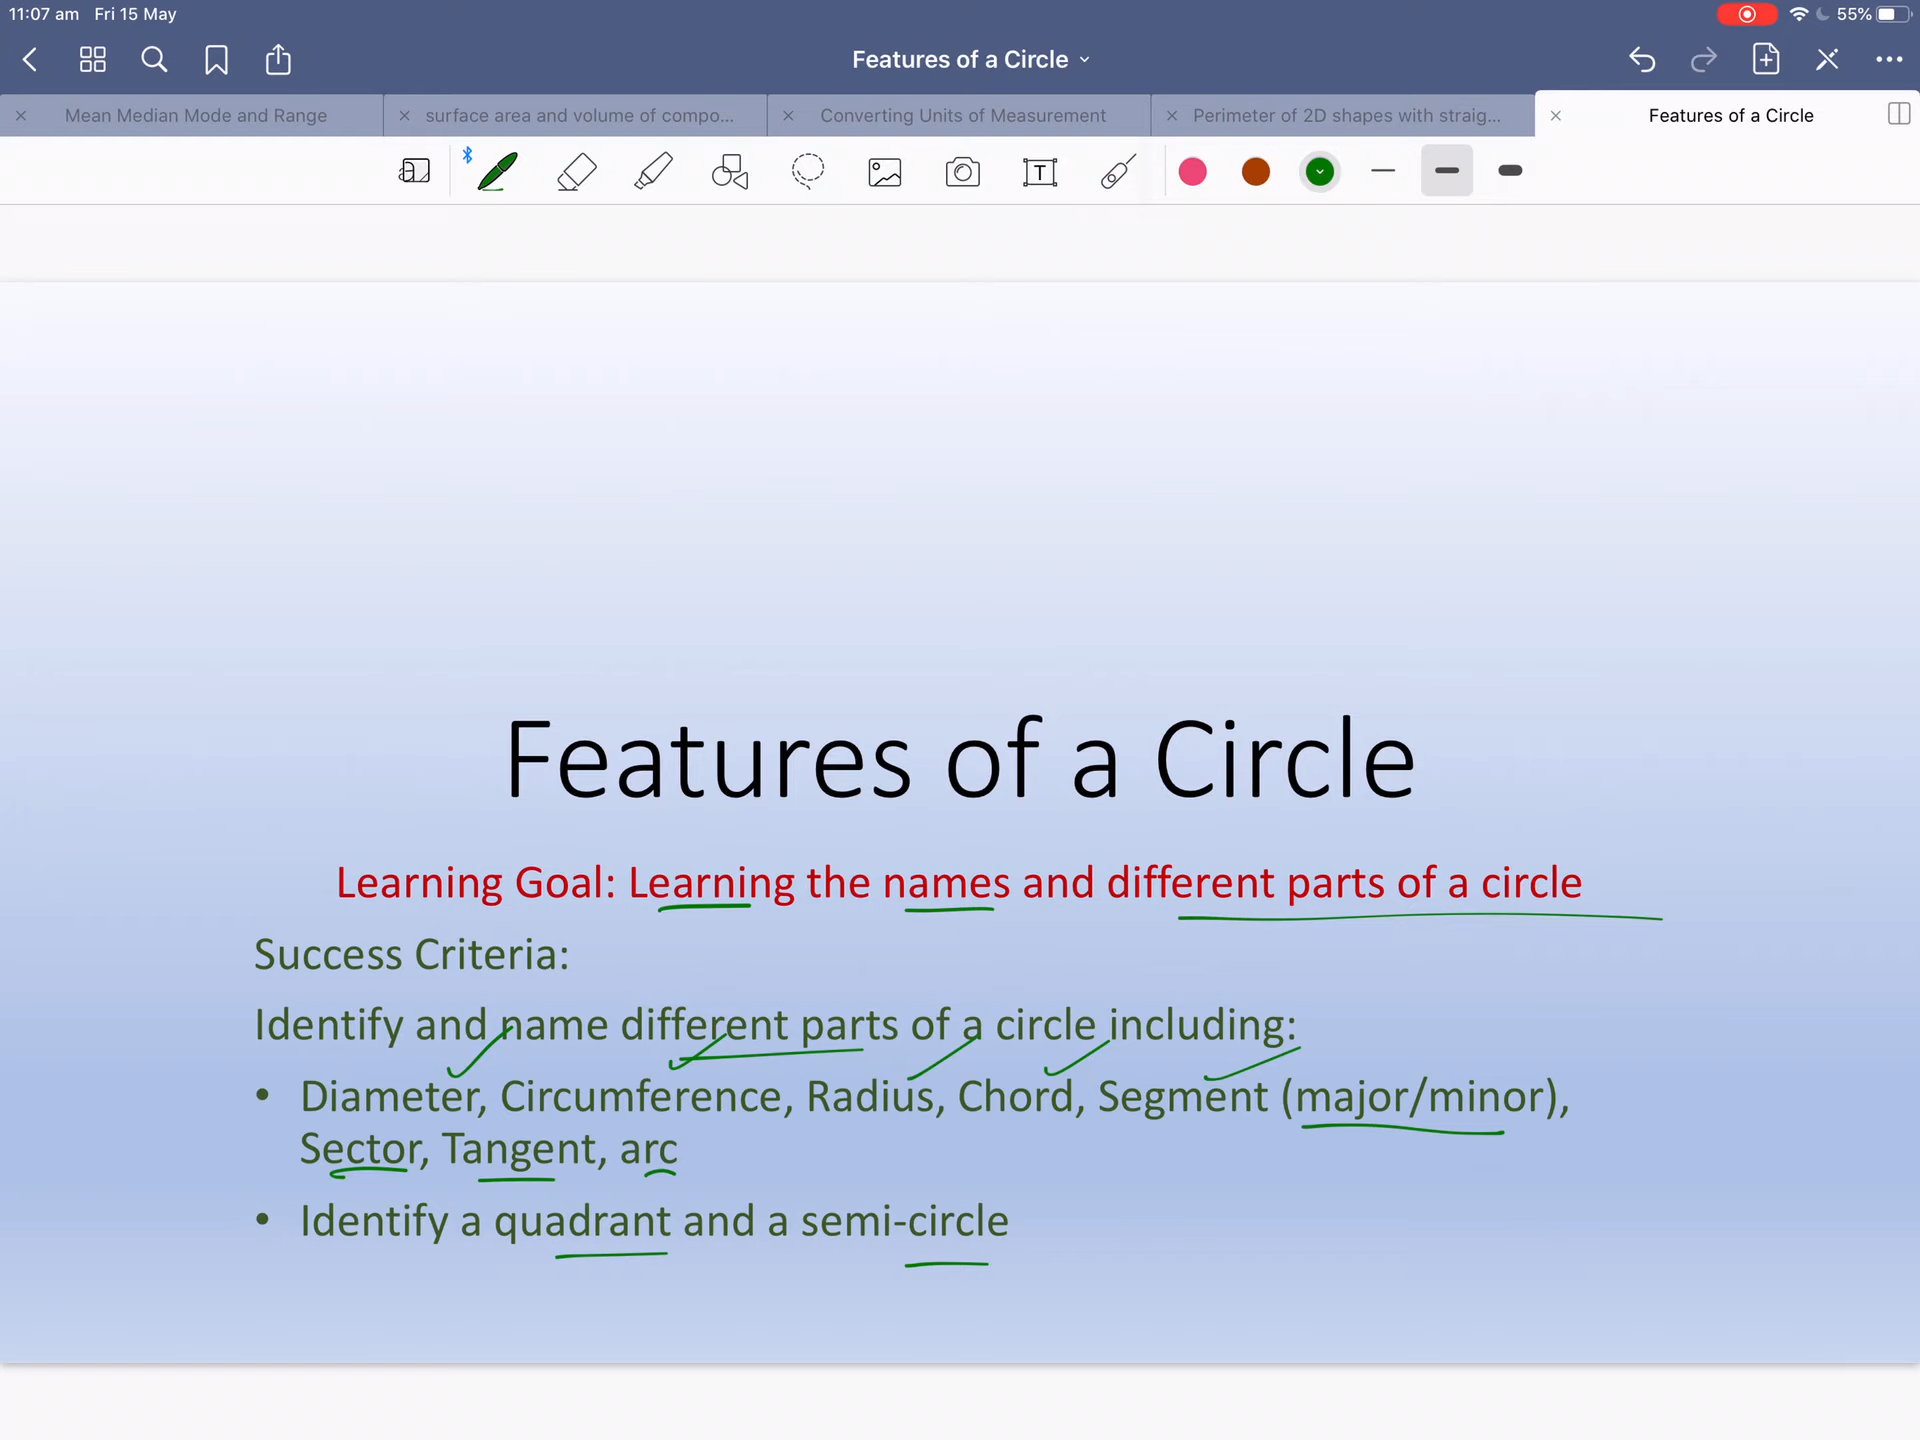 11:07 am Fri 15 May 55%
Features of a Circle
Mean Median Mode and Range surface area and volume of compo... Converting Units of Measurement Perimeter of 2D shapes with straig... Features of a Circle
a T
Features of a Circle
Learning Goal: Learning the names and different parts of a circle
Success Criteria:
Identify and name different parts of a circle including:
• Diameter, Circumference, Radius, Chord, Segment (major/minor),
Sector, Tangent, arc
• Identify a quadrant and a semi-circle